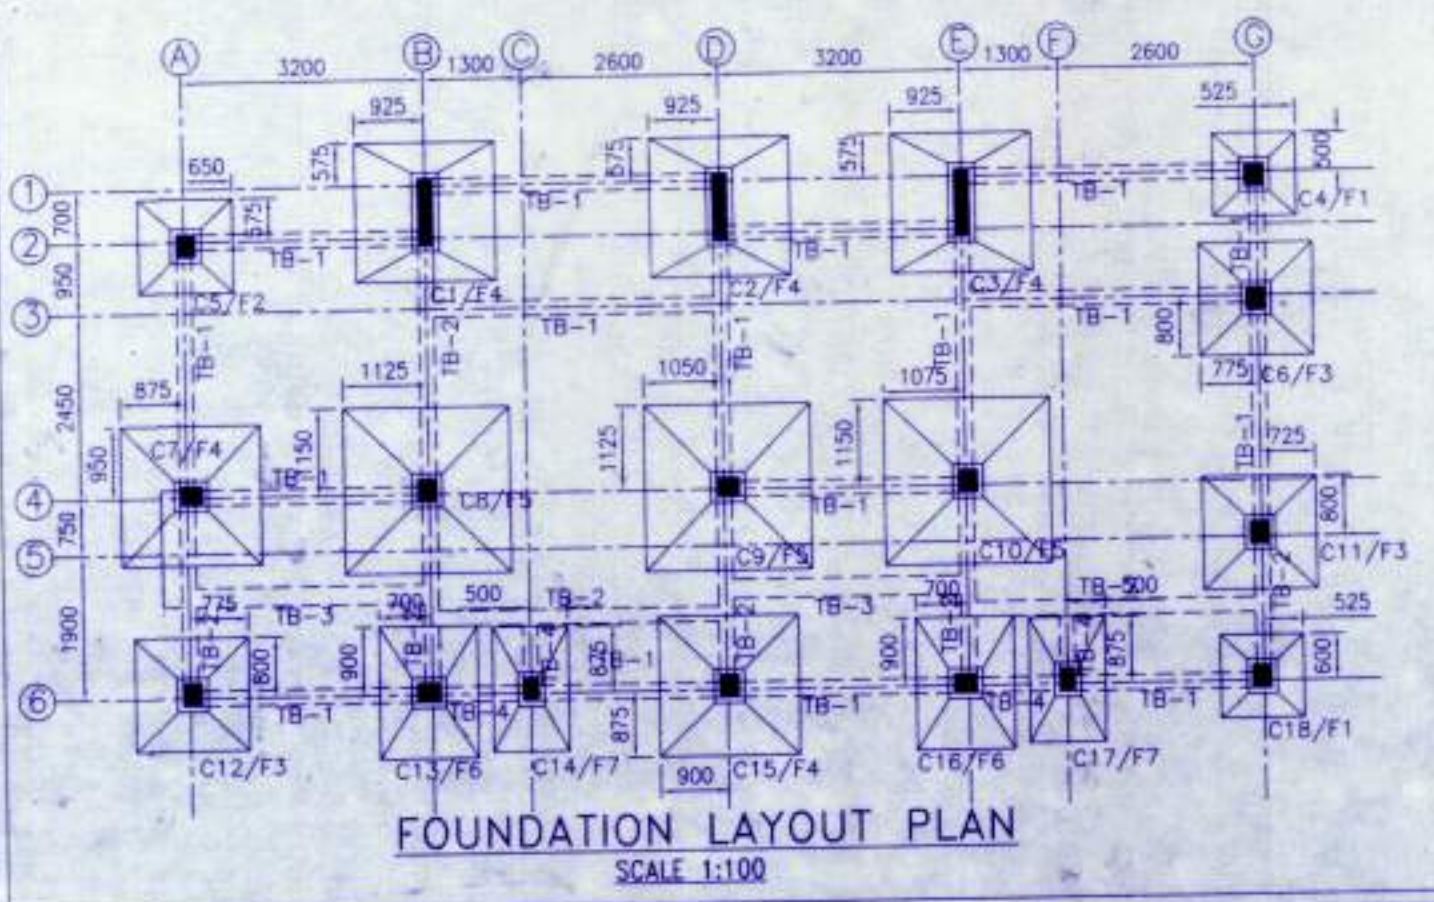 A B C D E F G
3200 1300 2600 3200 1300 2600
925 925 925 525
575 575 575 500
650
1
TB-1 TB-1 C4/F1
700
575
2
TB-1 TB-1
C5/F2 C1/F4 C2/F4 C3/F4
950
3
TB-1 TB-1
TB-1 TB-2 TB-1 TB-1
800
775 C6/F3
875 1125 1050 1075
2450
C7/F4
950 1150 1125 1150
TB-1 725
4
C8/F5 TB-1
800
750
5
C9/F5 C10/F5 C11/F3
775 700 500 TB-2 700 500 525
TB-3 TB-3
1900
800 900 875 900 875 600
6
TB-1 TB-4 TB-1 TB-4 TB-1
875
C12/F3 C13/F6 C14/F7 C15/F4 C16/F6 C17/F7 C18/F1
900
FOUNDATION LAYOUT PLAN
SCALE 1:100